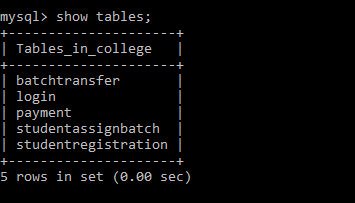 mysql> show tables;
+---------------------+
| Tables_in_college   |
+---------------------+
| batchtransfer       |
| login               |
| payment             |
| studentassignbatch  |
| studentregistration |
+---------------------+
5 rows in set (0.00 sec)